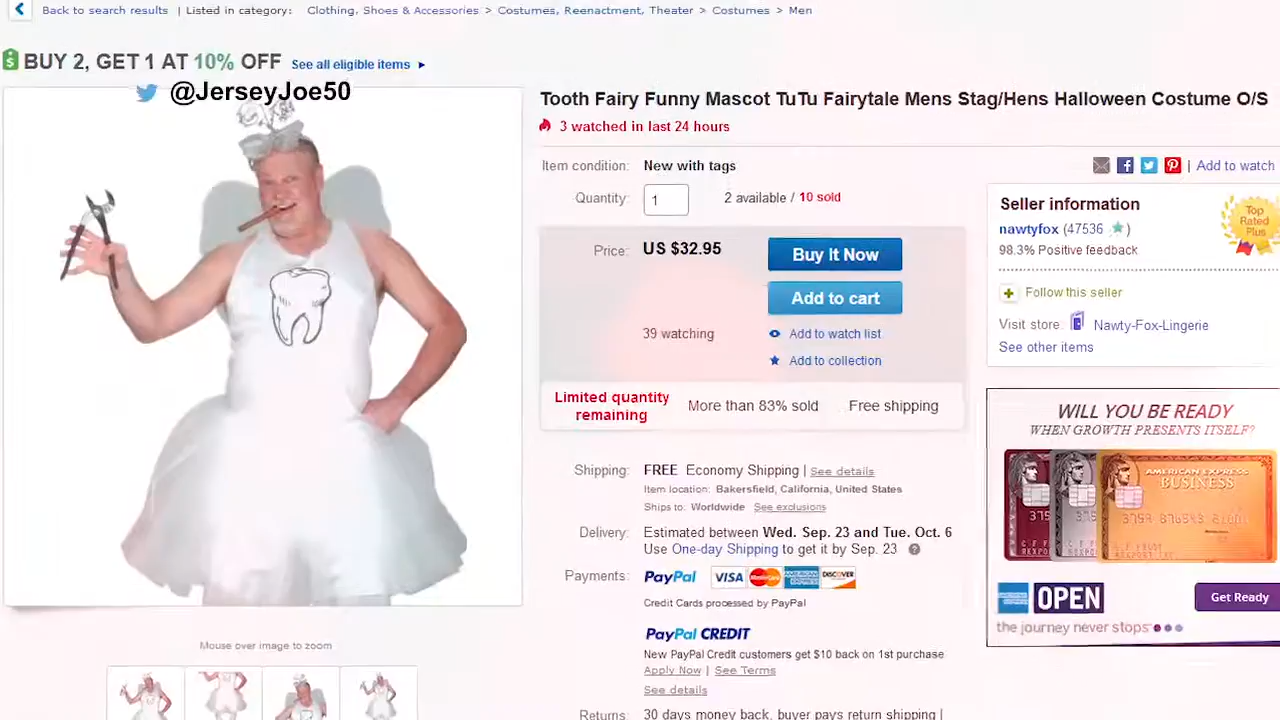 Back to search results | Listed in category: Clothing, Shoes & Accessories > Costumes, Reenactment, Theater > Costumes > Men
BUY 2, GET 1 AT 10% OFF See all eligible items ▸
@JerseyJoe50
Tooth Fairy Funny Mascot TuTu Fairytale Mens Stag/Hens Halloween Costume O/S
3 watched in last 24 hours
Item condition: New with tags
| Add to watch
Quantity: 1 2 available / 10 sold
Price: US $32.95 Buy It Now
Add to cart
39 watching Add to watch list
Add to collection
Limited quantity remaining More than 83% sold Free shipping
Shipping: FREE Economy Shipping | See details
Item location: Bakersfield, California, United States
Ships to: Worldwide See exclusions
Delivery: Estimated between Wed. Sep. 23 and Tue. Oct. 6
Use One-day Shipping to get it by Sep. 23
Payments: PayPal VISA MasterCard AMERICAN EXPRESS DISCOVER
Credit Cards processed by PayPal
PayPal CREDIT
New PayPal Credit customers get $10 back on 1st purchase
Apply Now | See Terms
See details
Returns: 30 days money back, buyer pays return shipping |
Seller information
Top Rated Plus
nawtyfox (47536 ★)
98.3% Positive feedback
Follow this seller
Visit store: Nawty-Fox-Lingerie
See other items
WILL YOU BE READY
WHEN GROWTH PRESENTS ITSELF?
AMERICAN EXPRESS
BUSINESS
OPEN
Get Ready
the journey never stops
Mouse over image to zoom